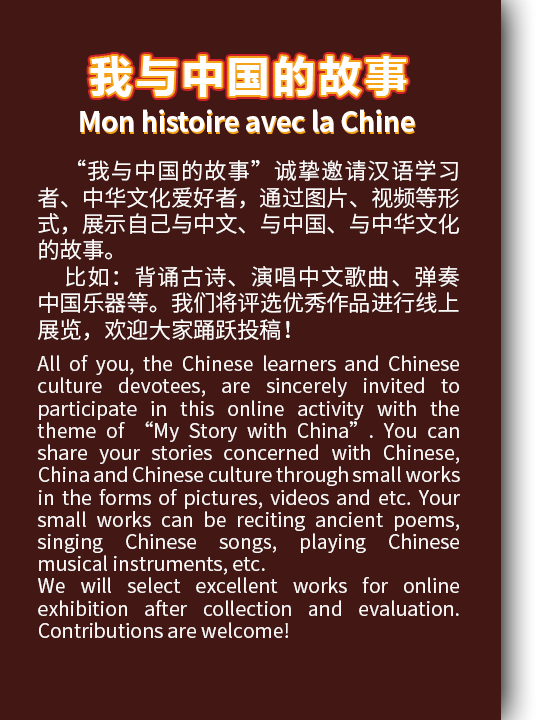 我与中国的故事
Mon histoire avec la Chine
“我与中国的故事”诚挚邀请汉语学习
者、中华文化爱好者，通过图片、视频等形
式，展示自己与中文、与中国、与中华文化
的故事。
比如：背诵古诗、演唱中文歌曲、弹奏
中国乐器等。我们将评选优秀作品进行线上
展览，欢迎大家踊跃投稿！
All of you, the Chinese learners and Chinese
culture devotees, are sincerely invited to
participate in this online activity with the
theme of “My Story with China”. You can
share your stories concerned with Chinese,
China and Chinese culture through small works
in the forms of pictures, videos and etc. Your
small works can be reciting ancient poems,
singing Chinese songs, playing Chinese
musical instruments, etc.
We will select excellent works for online
exhibition after collection and evaluation.
Contributions are welcome!